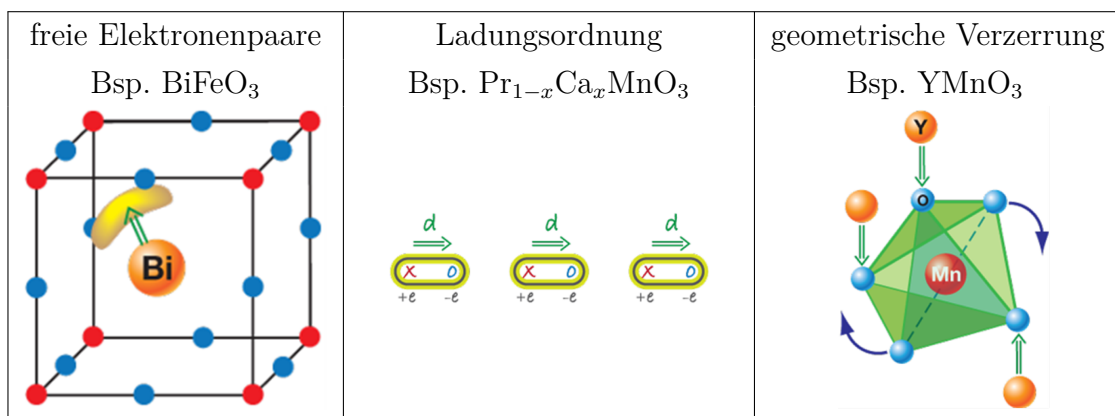 freie Elektronenpaare
Bsp. BiFeO₃
Bi
Ladungsordnung
Bsp. Pr₁₋ₓCaₓMnO₃
d d d
x o x o x o
+e -e +e -e +e -e
geometrische Verzerrung
Bsp. YMnO₃
Y
O
Mn